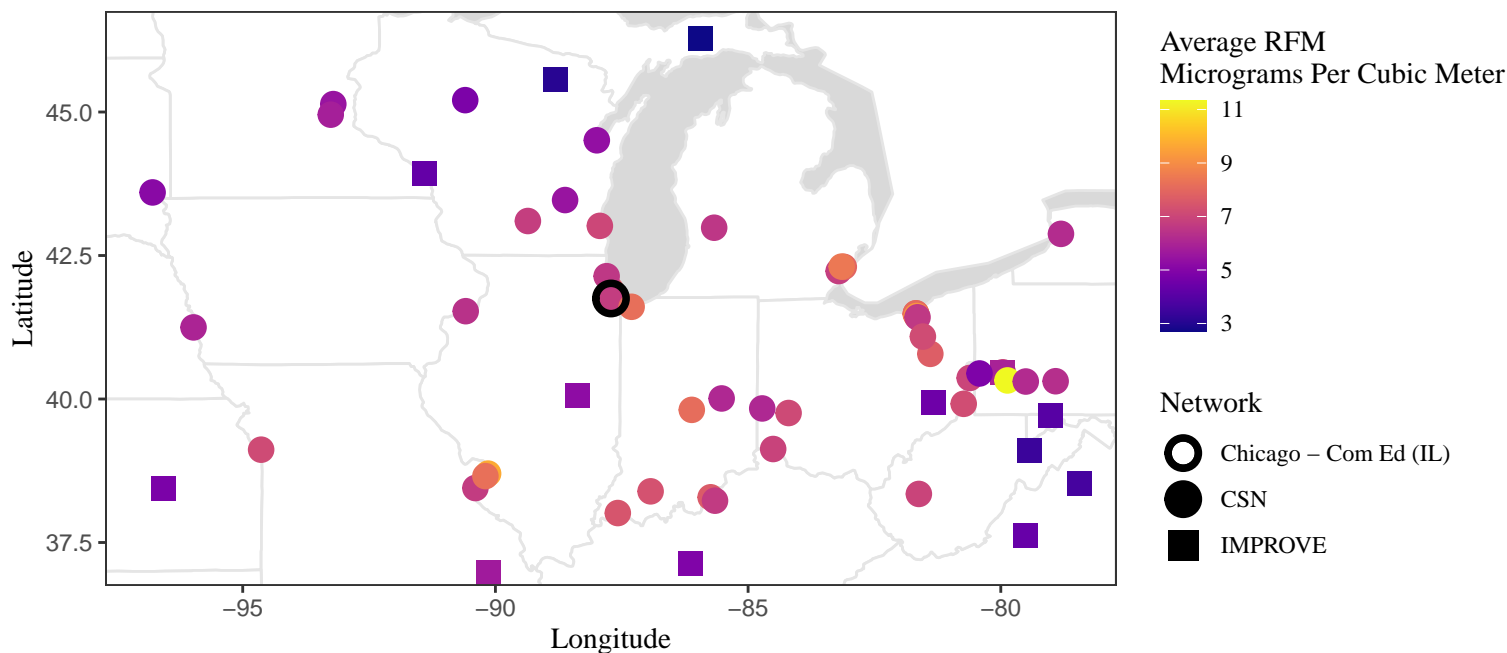 Average RFM
Micrograms Per Cubic Meter
11
9
7
5
3
Network
Chicago – Com Ed (IL)
CSN
IMPROVE
Latitude
45.0
42.5
40.0
37.5
−95
−90
−85
−80
Longitude